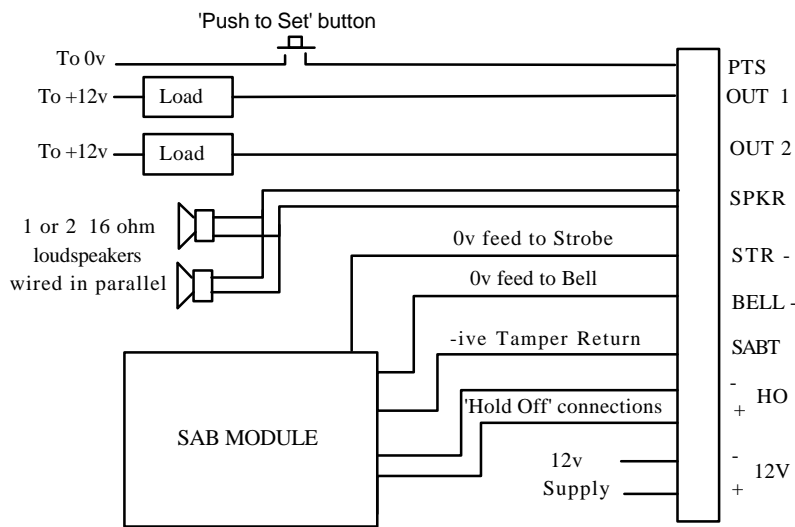 'Push to Set' button
To 0v
PTS
To +12v
Load
OUT 1
To +12v
Load
OUT 2
SPKR
1 or 2 16 ohm
loudspeakers
wired in parallel
0v feed to Strobe
STR -
0v feed to Bell
BELL -
-ive Tamper Return
SABT
'Hold Off' connections
-
HO
+
SAB MODULE
12v
Supply
-
12V
+